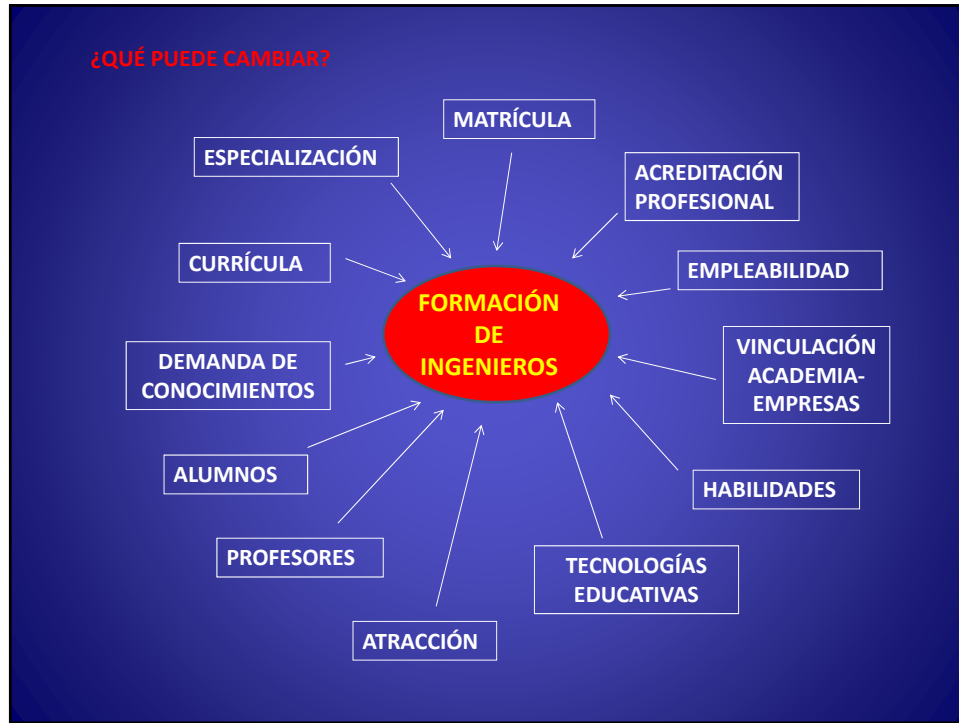 ¿QUÉ PUEDE CAMBIAR?
MATRÍCULA
ESPECIALIZACIÓN
ACREDITACIÓN
PROFESIONAL
CURRÍCULA
EMPLEABILIDAD
FORMACIÓN
DE
INGENIEROS
DEMANDA DE
CONOCIMIENTOS
VINCULACIÓN
ACADEMIA-
EMPRESAS
ALUMNOS
HABILIDADES
PROFESORES
TECNOLOGÍAS
EDUCATIVAS
ATRACCIÓN